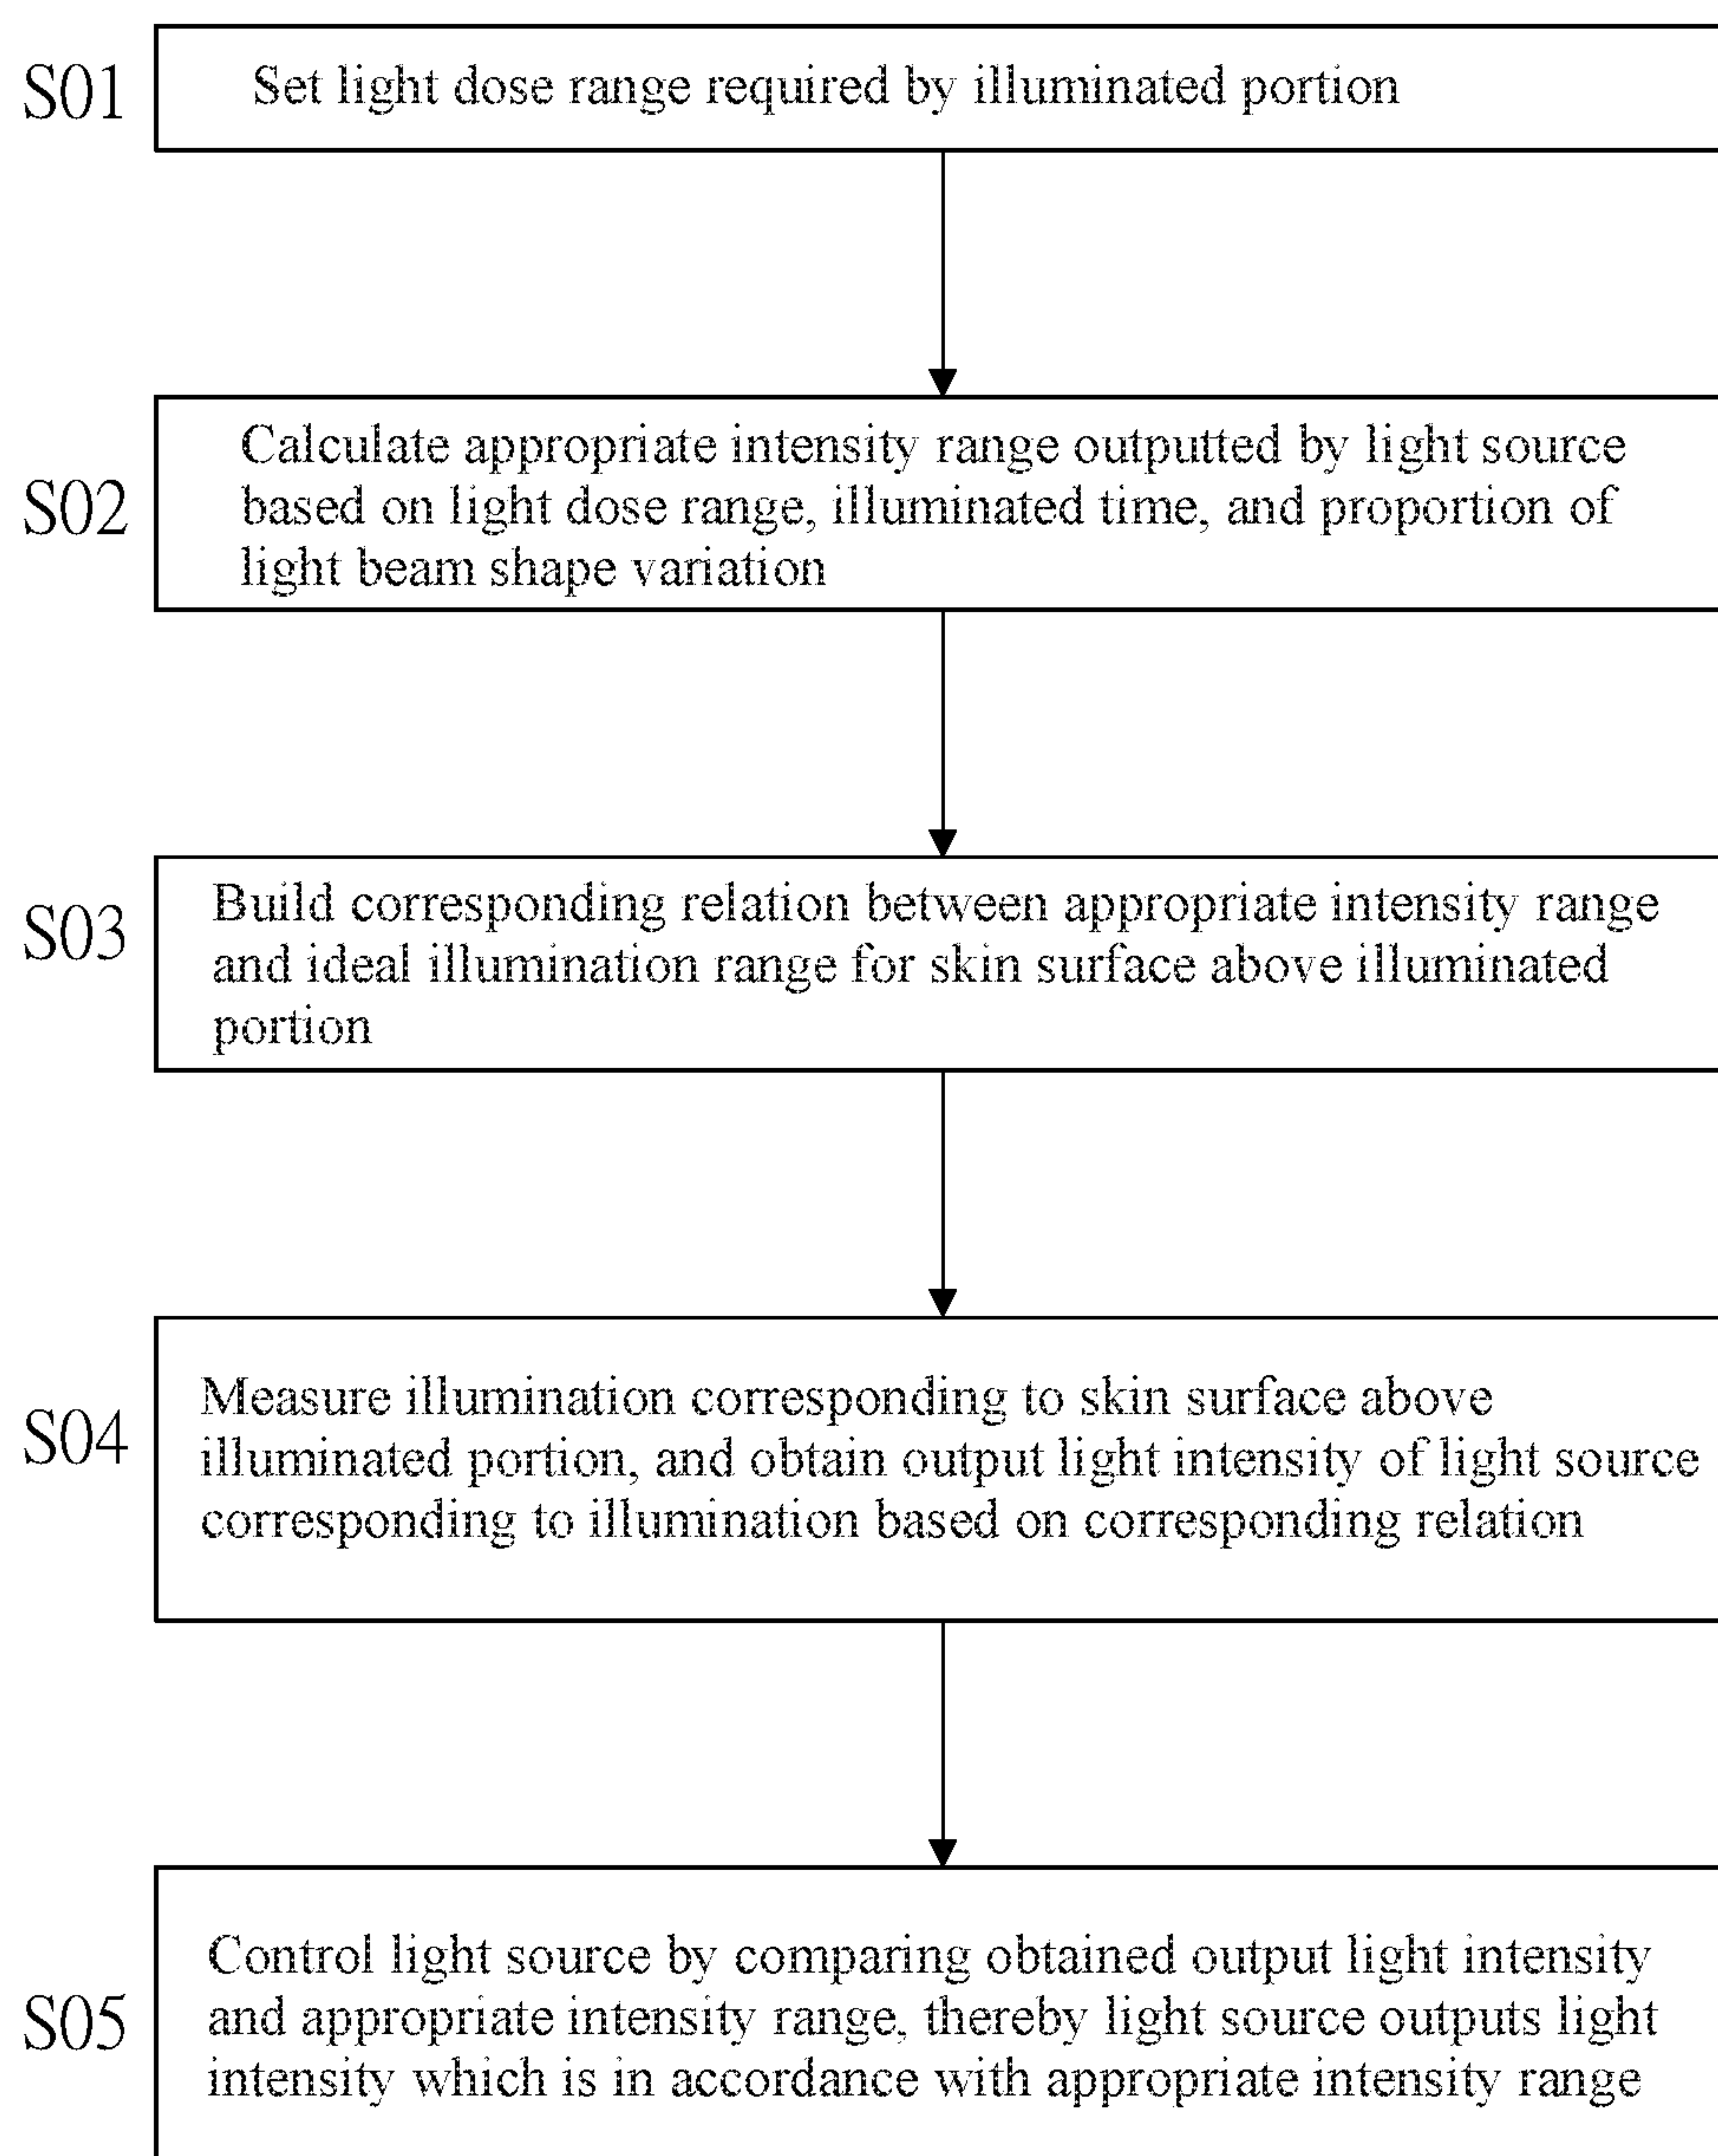 S01
Set light dose range required by illuminated portion
S02
Calculate appropriate intensity range outputted by light source
based on light dose range, illuminated time, and proportion of
light beam shape variation
S03
Build corresponding relation between appropriate intensity range
and ideal illumination range for skin surface above illuminated
portion
S04
Measure illumination corresponding to skin surface above
illuminated portion, and obtain output light intensity of light source
corresponding to illumination based on corresponding relation
S05
Control light source by comparing obtained output light intensity
and appropriate intensity range, thereby light source outputs light
intensity which is in accordance with appropriate intensity range